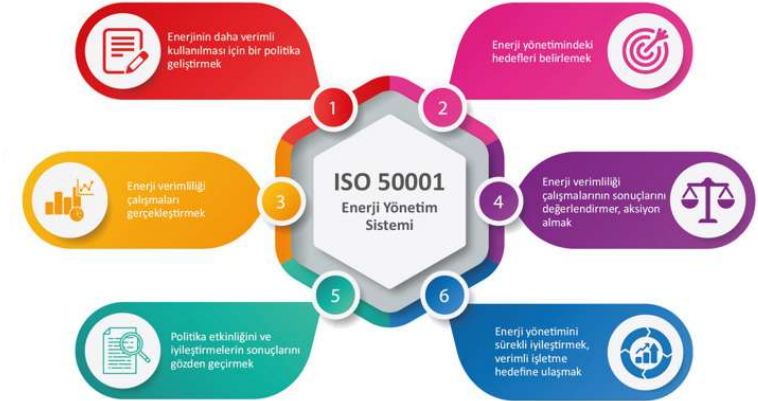 Enerjinin daha verimli
kullanılması için bir politika
geliştirmek
1
Enerji yönetimindeki
hedefleri belirlemek
2
Enerji verimliliği
çalışmaları
gerçekleştirmek
3
ISO 50001
Enerji Yönetim
Sistemi
4
Enerji verimliliği
çalışmalarının sonuçlarını
değerlendirmer, aksiyon
almak
5
Politika etkinliğini ve
iyileştirmelerin sonuçlarını
gözden geçirmek
6
Enerji yönetimini
sürekli iyileştirmek,
verimli işletme
hedefine ulaşmak